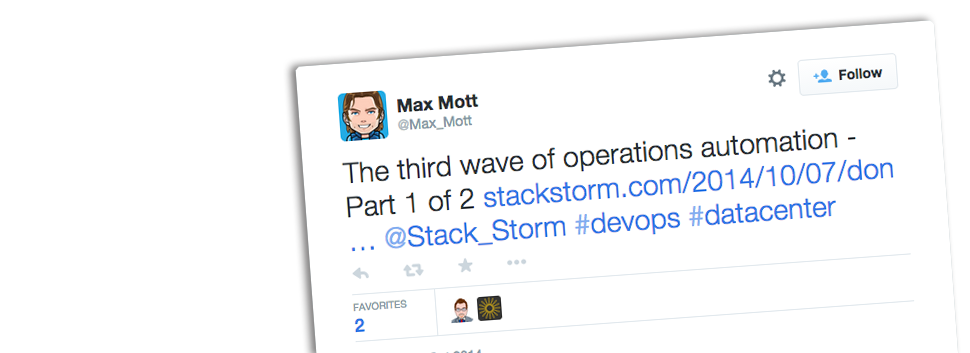 Max Mott
@Max_Mott
Follow
The third wave of operations automation -
Part 1 of 2 stackstorm.com/2014/10/07/don
… @Stack_Storm #devops #datacenter
FAVORITES
2
2014